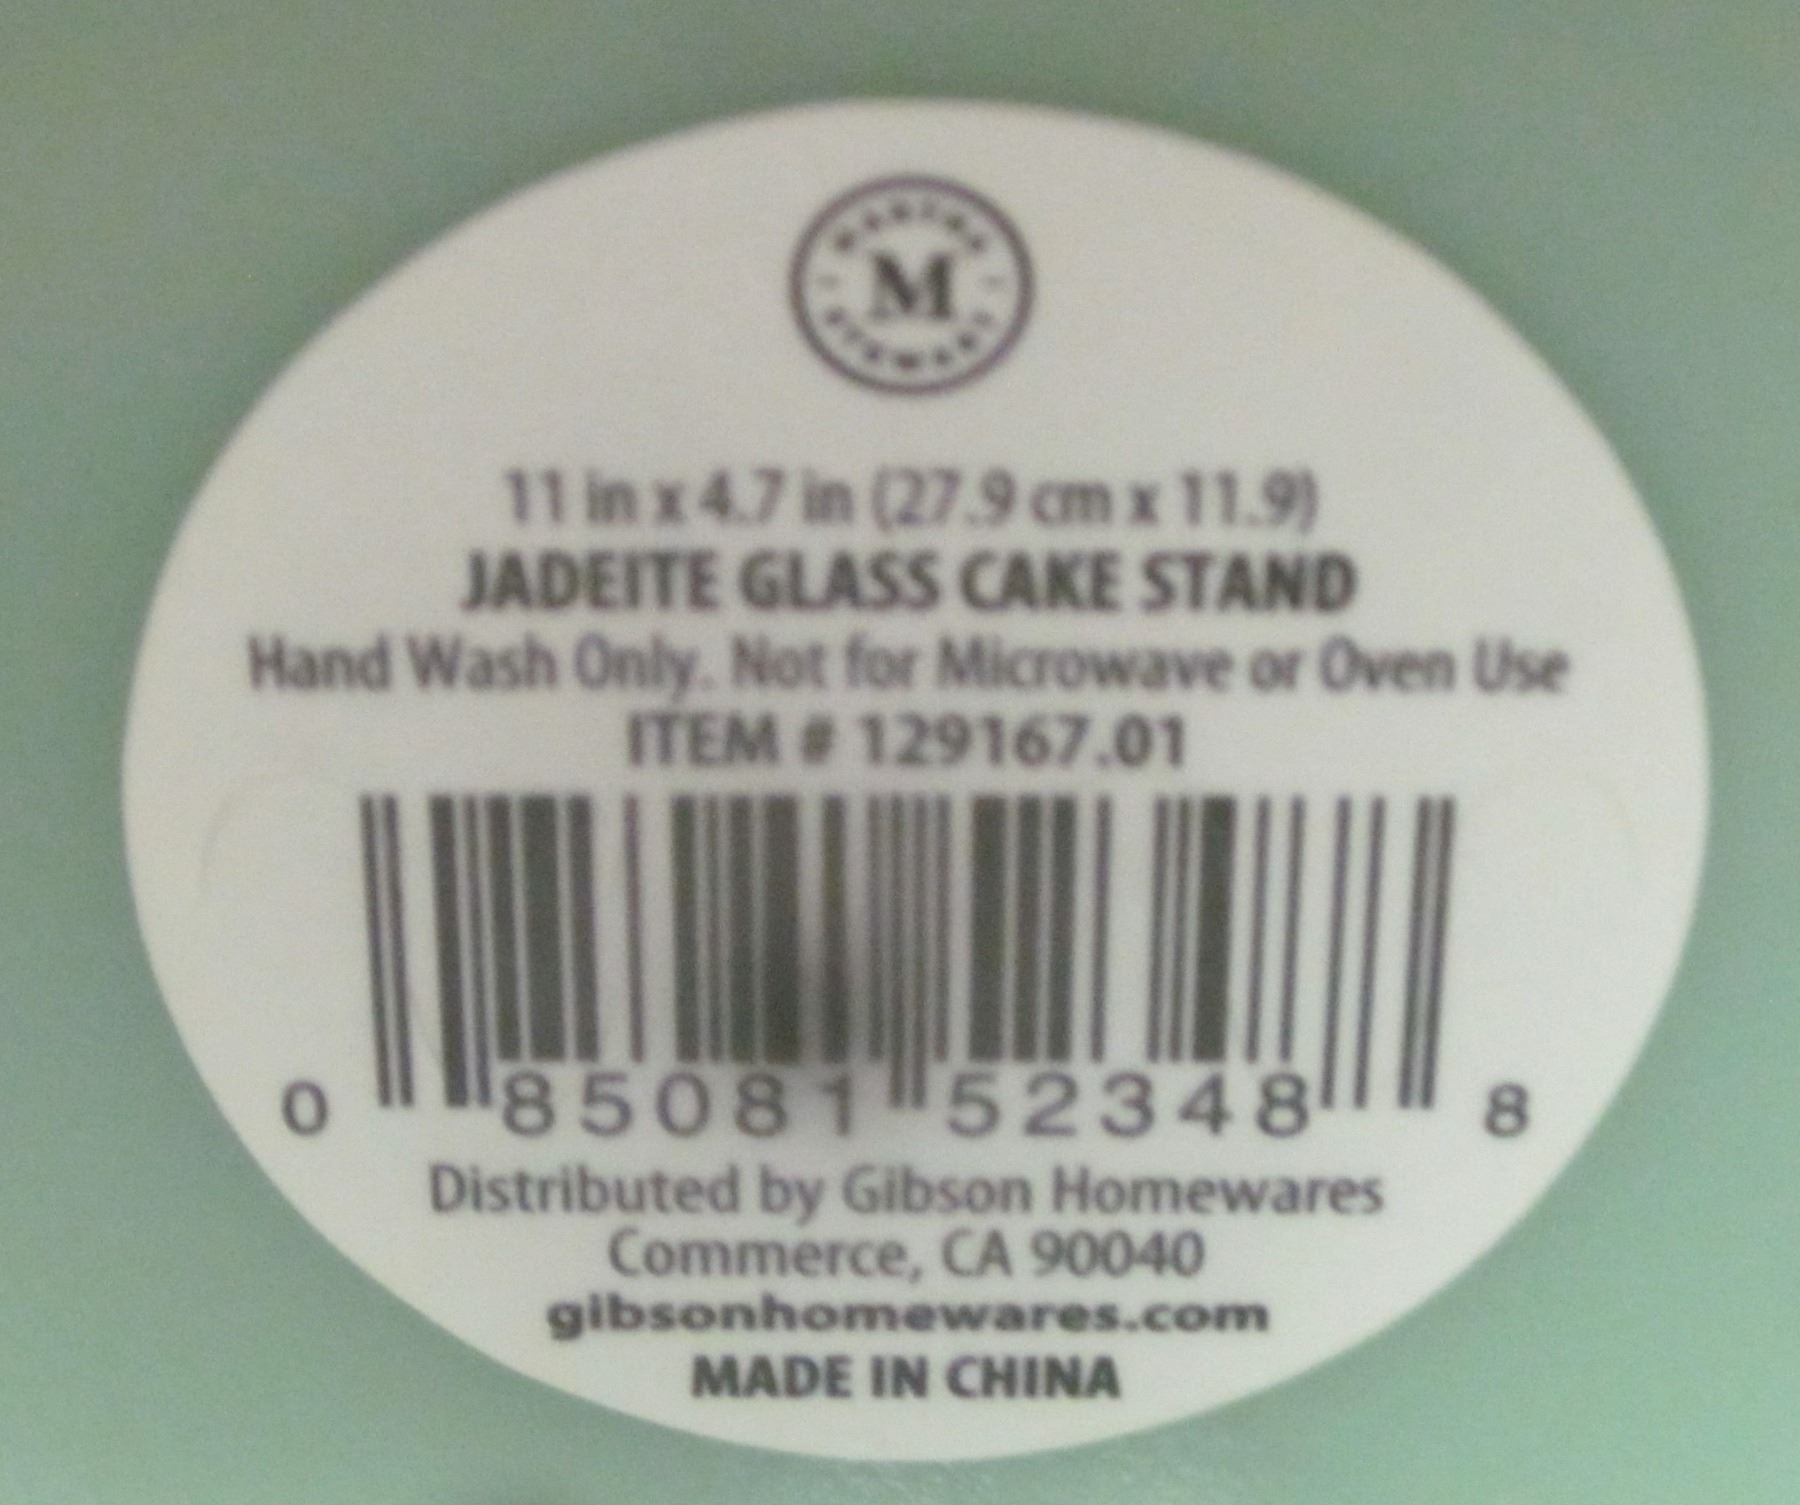 MARTHA
M
STEWART
11 in x 4.7 in (27.9 cm x 11.9)
JADEITE GLASS CAKE STAND
Hand Wash Only. Not for Microwave or Oven Use
ITEM # 129167.01
0 85081 52348 8
Distributed by Gibson Homewares
Commerce, CA 90040
gibsonhomewares.com
MADE IN CHINA